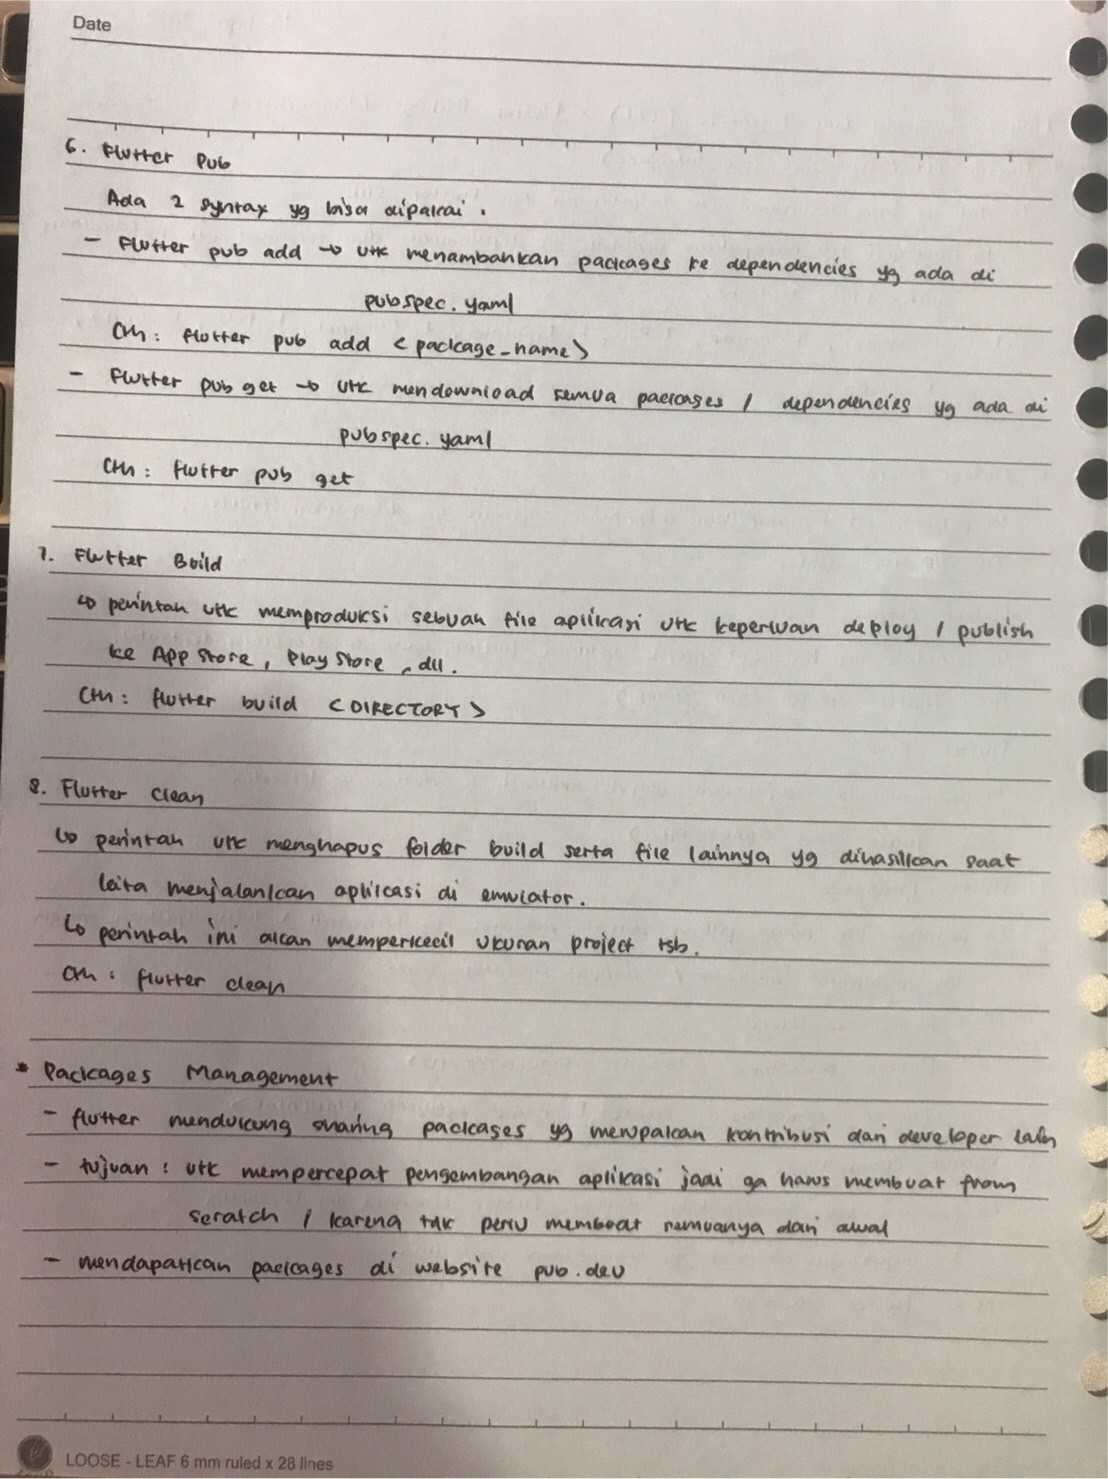 Date
6. Flutter Pub
Ada 2 syntax yg bisa dipakai.
- Flutter pub add → utk menambahkan packages ke dependencies yg ada di
pubspec.yaml
Cth : flutter pub add <package_name>
- Flutter pub get → utk mendownload semua packages / dependencies yg ada di
pubspec.yaml
Cth : flutter pub get
7. Flutter Build
↳ perintah utk memproduksi sebuah file aplikasi utk keperluan deploy / publish
ke App Store, Play Store, dll.
Cth : flutter build <DIRECTORY>
8. Flutter Clean
↳ perintah utk menghapus folder build serta file lainnya yg dihasilkan saat
kita menjalankan aplikasi di emulator.
↳ perintah ini akan memperkecil ukuran project tsb.
Cth : flutter clean
* Packages Management
- flutter mendukung sharing packages yg merupakan kontribusi dari developer lain
- tujuan : utk mempercepat pengembangan aplikasi jadi ga harus membuat from
scratch / karena tdk perlu membuat semuanya dari awal
- mendapatkan packages di website pub.dev
LOOSE - LEAF 6 mm ruled x 28 lines